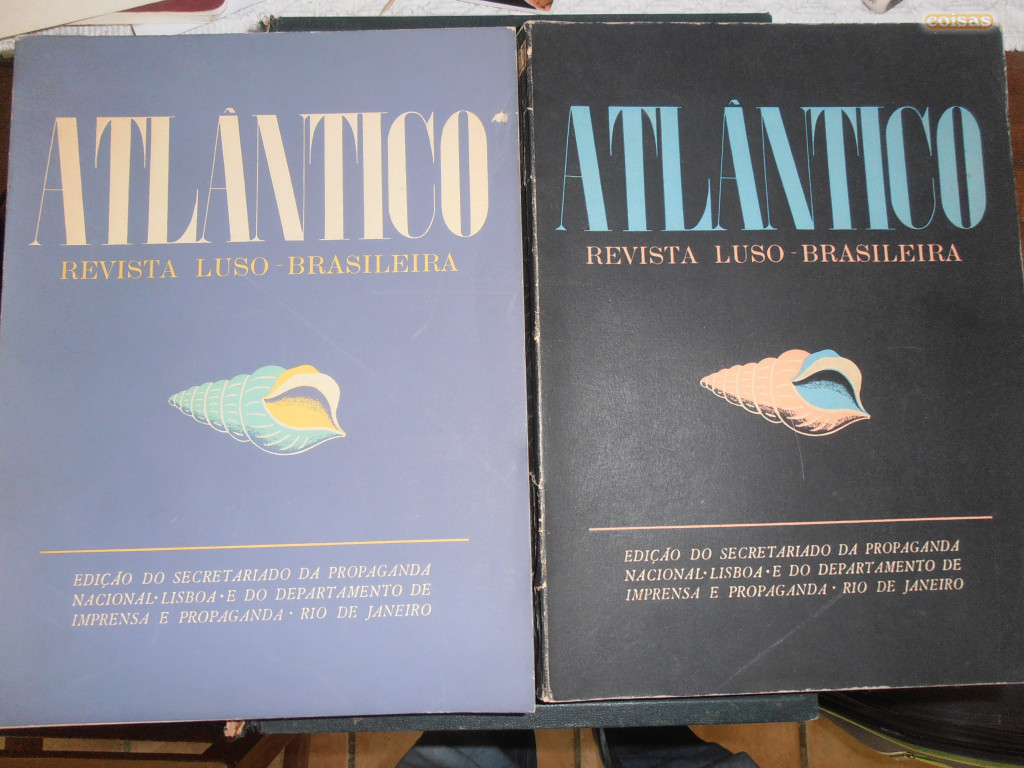 coisas
ATLÂNTICO
REVISTA LUSO-BRASILEIRA
EDIÇÃO DO SECRETARIADO DA PROPAGANDA
NACIONAL·LISBOA·E DO DEPARTAMENTO DE
IMPRENSA E PROPAGANDA·RIO DE JANEIRO
ATLÂNTICO
REVISTA LUSO-BRASILEIRA
EDIÇÃO DO SECRETARIADO DA PROPAGANDA
NACIONAL·LISBOA·E DO DEPARTAMENTO DE
IMPRENSA E PROPAGANDA·RIO DE JANEIRO